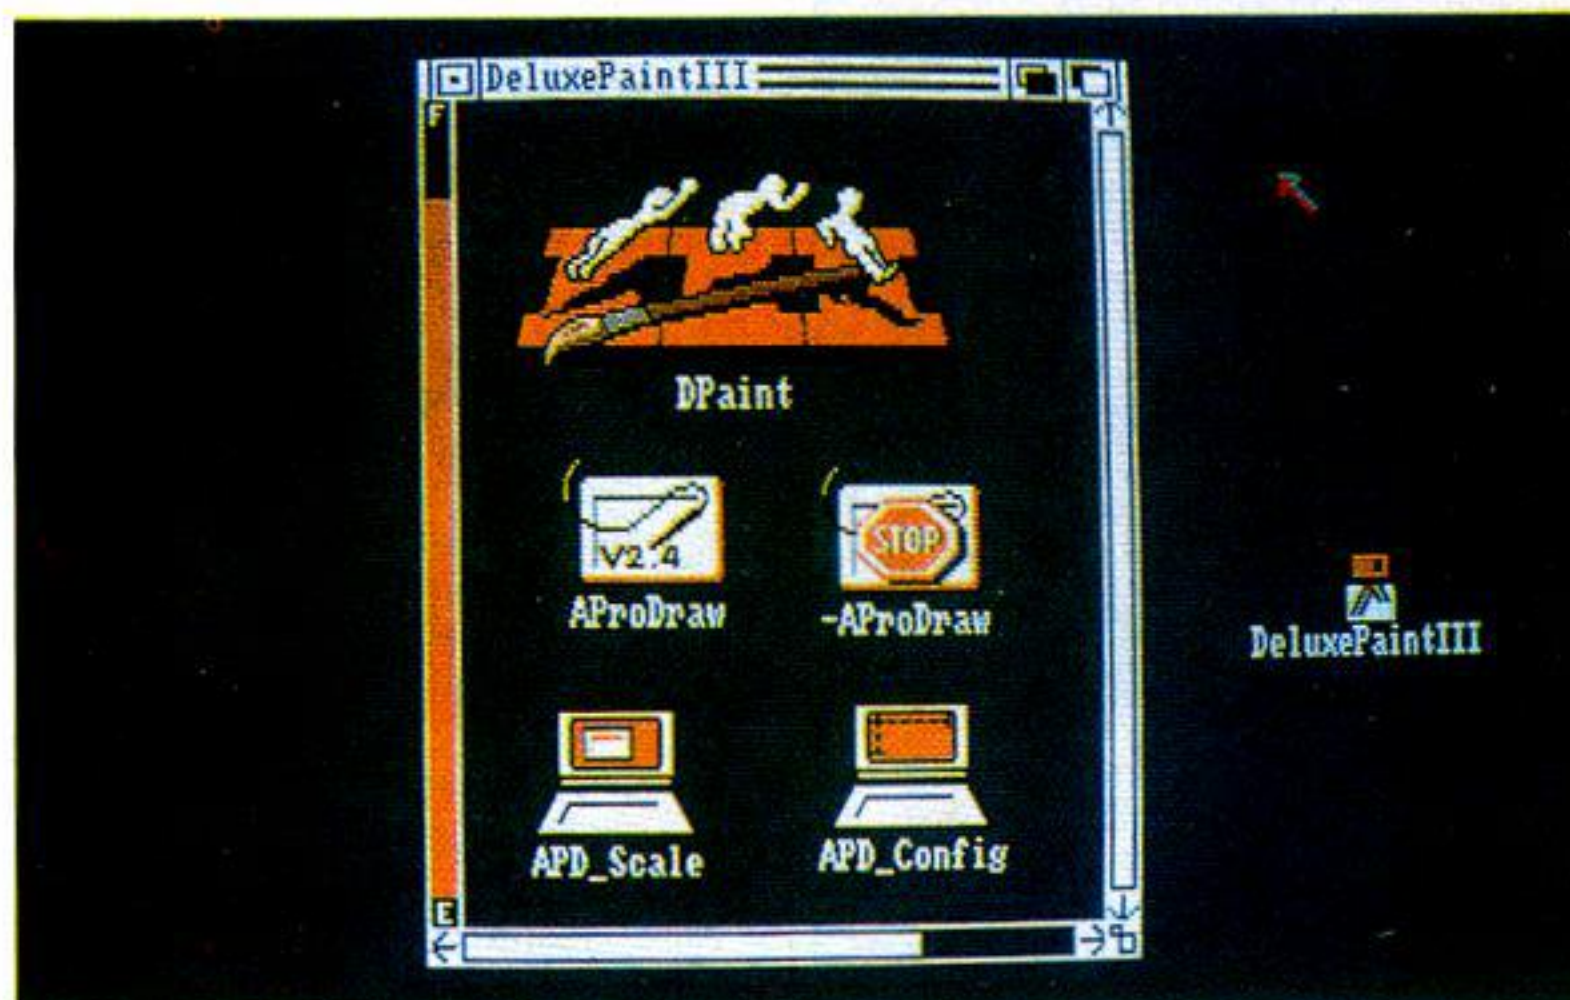 DeluxePaintIII
F
DPaint
V2.4
STOP
AProDraw
-AProDraw
DeluxePaintIII
APD_Scale
APD_Config
E